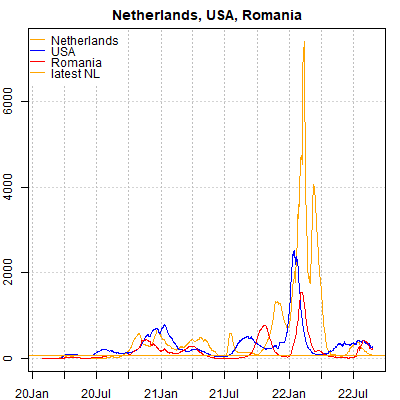 Netherlands, USA, Romania
Netherlands
USA
Romania
latest NL
6000
4000
2000
0
20Jan 20Jul 21Jan 21Jul 22Jan 22Jul